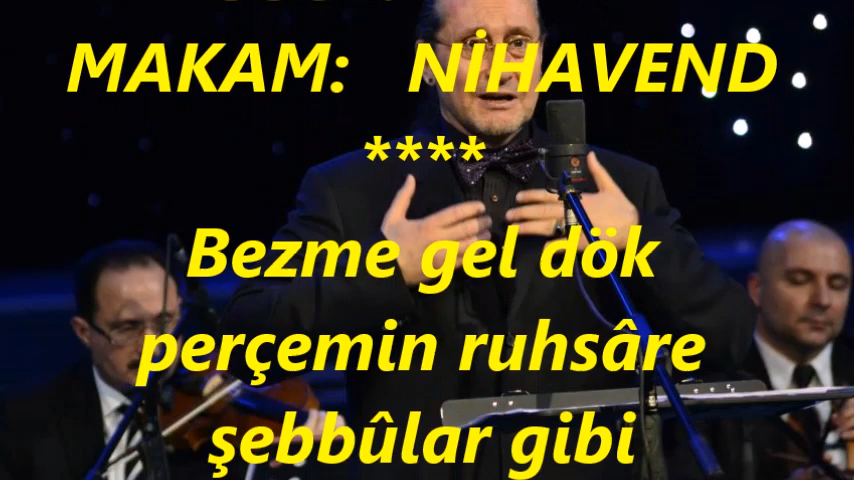 MAKAM: NİHAVEND
****
Bezme gel dök
perçemin ruhsâre
şebbûlar gibi